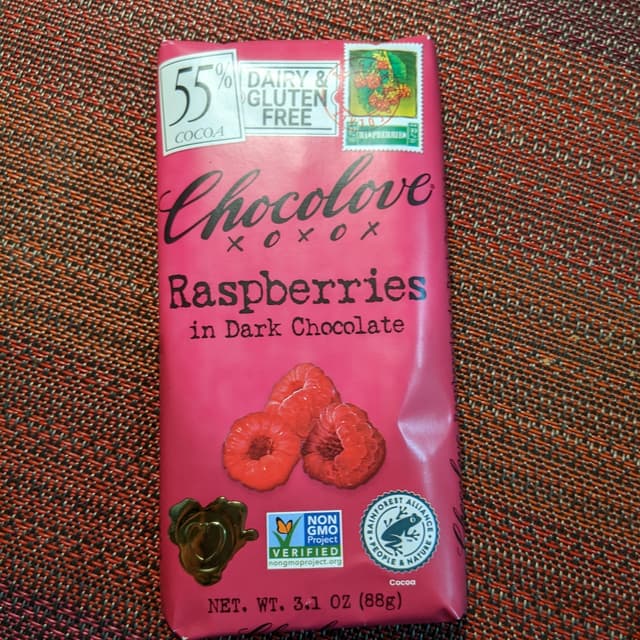 55%
COCOA
DAIRY &
GLUTEN
FREE
Chocolove
XOXOX
Raspberries
in Dark Chocolate
NON
GMO
Project
VERIFIED
nongmoproject.org
RAINFOREST ALLIANCE
PEOPLE & NATURE
Cocoa
NET. WT. 3.1 OZ (88g)